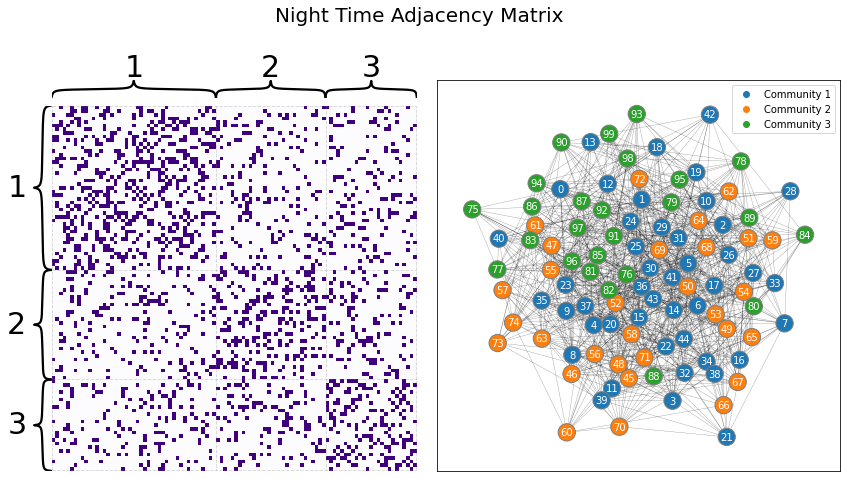 Night Time Adjacency Matrix
1 2 3
1
2
3
Community 1
Community 2
Community 3
93 42
99
90 13
18
98 78
19
94 72 95
0 12 62 28
87 1 79 10
86 92
75 89
61 97 24 64 2
29 84
40 83 91 31 51 59
47 25 69 68
85 26
96 5
77 55 81 76 30 27
41
23 36 17 33
57 82 50 54
35 52 43 6 80
9 37 14
74 15 53 7
4 20 49
63 58 65
73 44
22
8 56 71 34 16
48
46 45 88 32 38
67
11
39 3
66
60 70
21